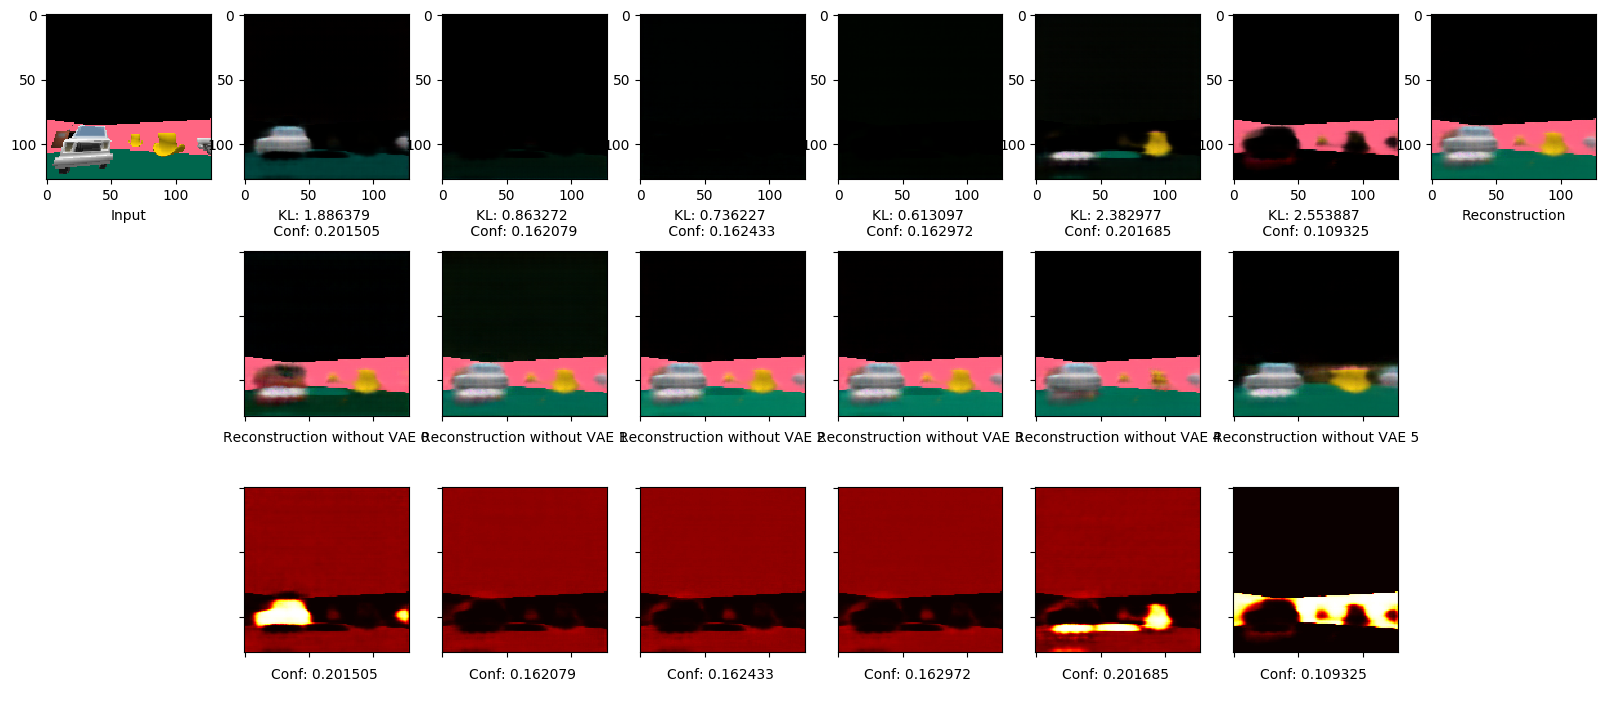 0 0 0 0 0 0 0 0
50 50 50 50 50 50 50 50
100 100 100 100 100 100 100 100
0 50 100 0 50 100 0 50 100 0 50 100 0 50 100 0 50 100 0 50 100 0 50 100
Input KL: 1.886379 KL: 0.863272 KL: 0.736227 KL: 0.613097 KL: 2.382977 KL: 2.553887 Reconstruction
Conf: 0.201505 Conf: 0.162079 Conf: 0.162433 Conf: 0.162972 Conf: 0.201685 Conf: 0.109325
Reconstruction without VAE 0 Reconstruction without VAE 1 Reconstruction without VAE 2 Reconstruction without VAE 3 Reconstruction without VAE 4 Reconstruction without VAE 5
Conf: 0.201505 Conf: 0.162079 Conf: 0.162433 Conf: 0.162972 Conf: 0.201685 Conf: 0.109325